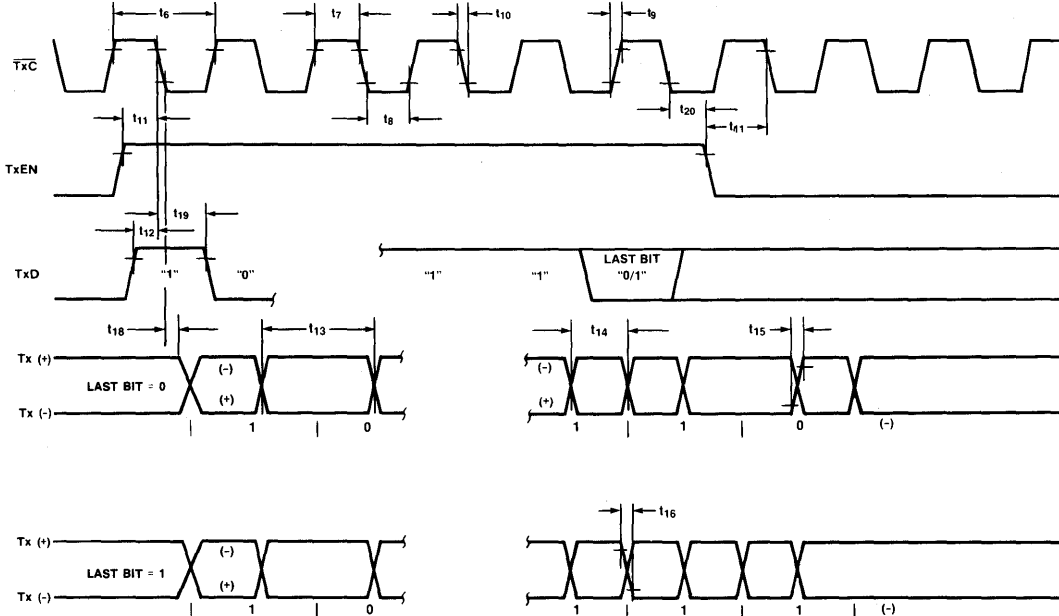 t6 t7 t10 t9
TxC
t11 t8 t20 t41
TxEN
t19
t12
TxD "1" "0" "1" "1" LAST BIT "0/1"
t18 t13 t14 t15
Tx (+) (-) (-)
LAST BIT = 0
Tx (-) (+) (+)
1 0 1 1 0 (-)
t16
Tx (+) (-)
LAST BIT = 1
Tx (-) (+)
1 0 1 1 1 (-)